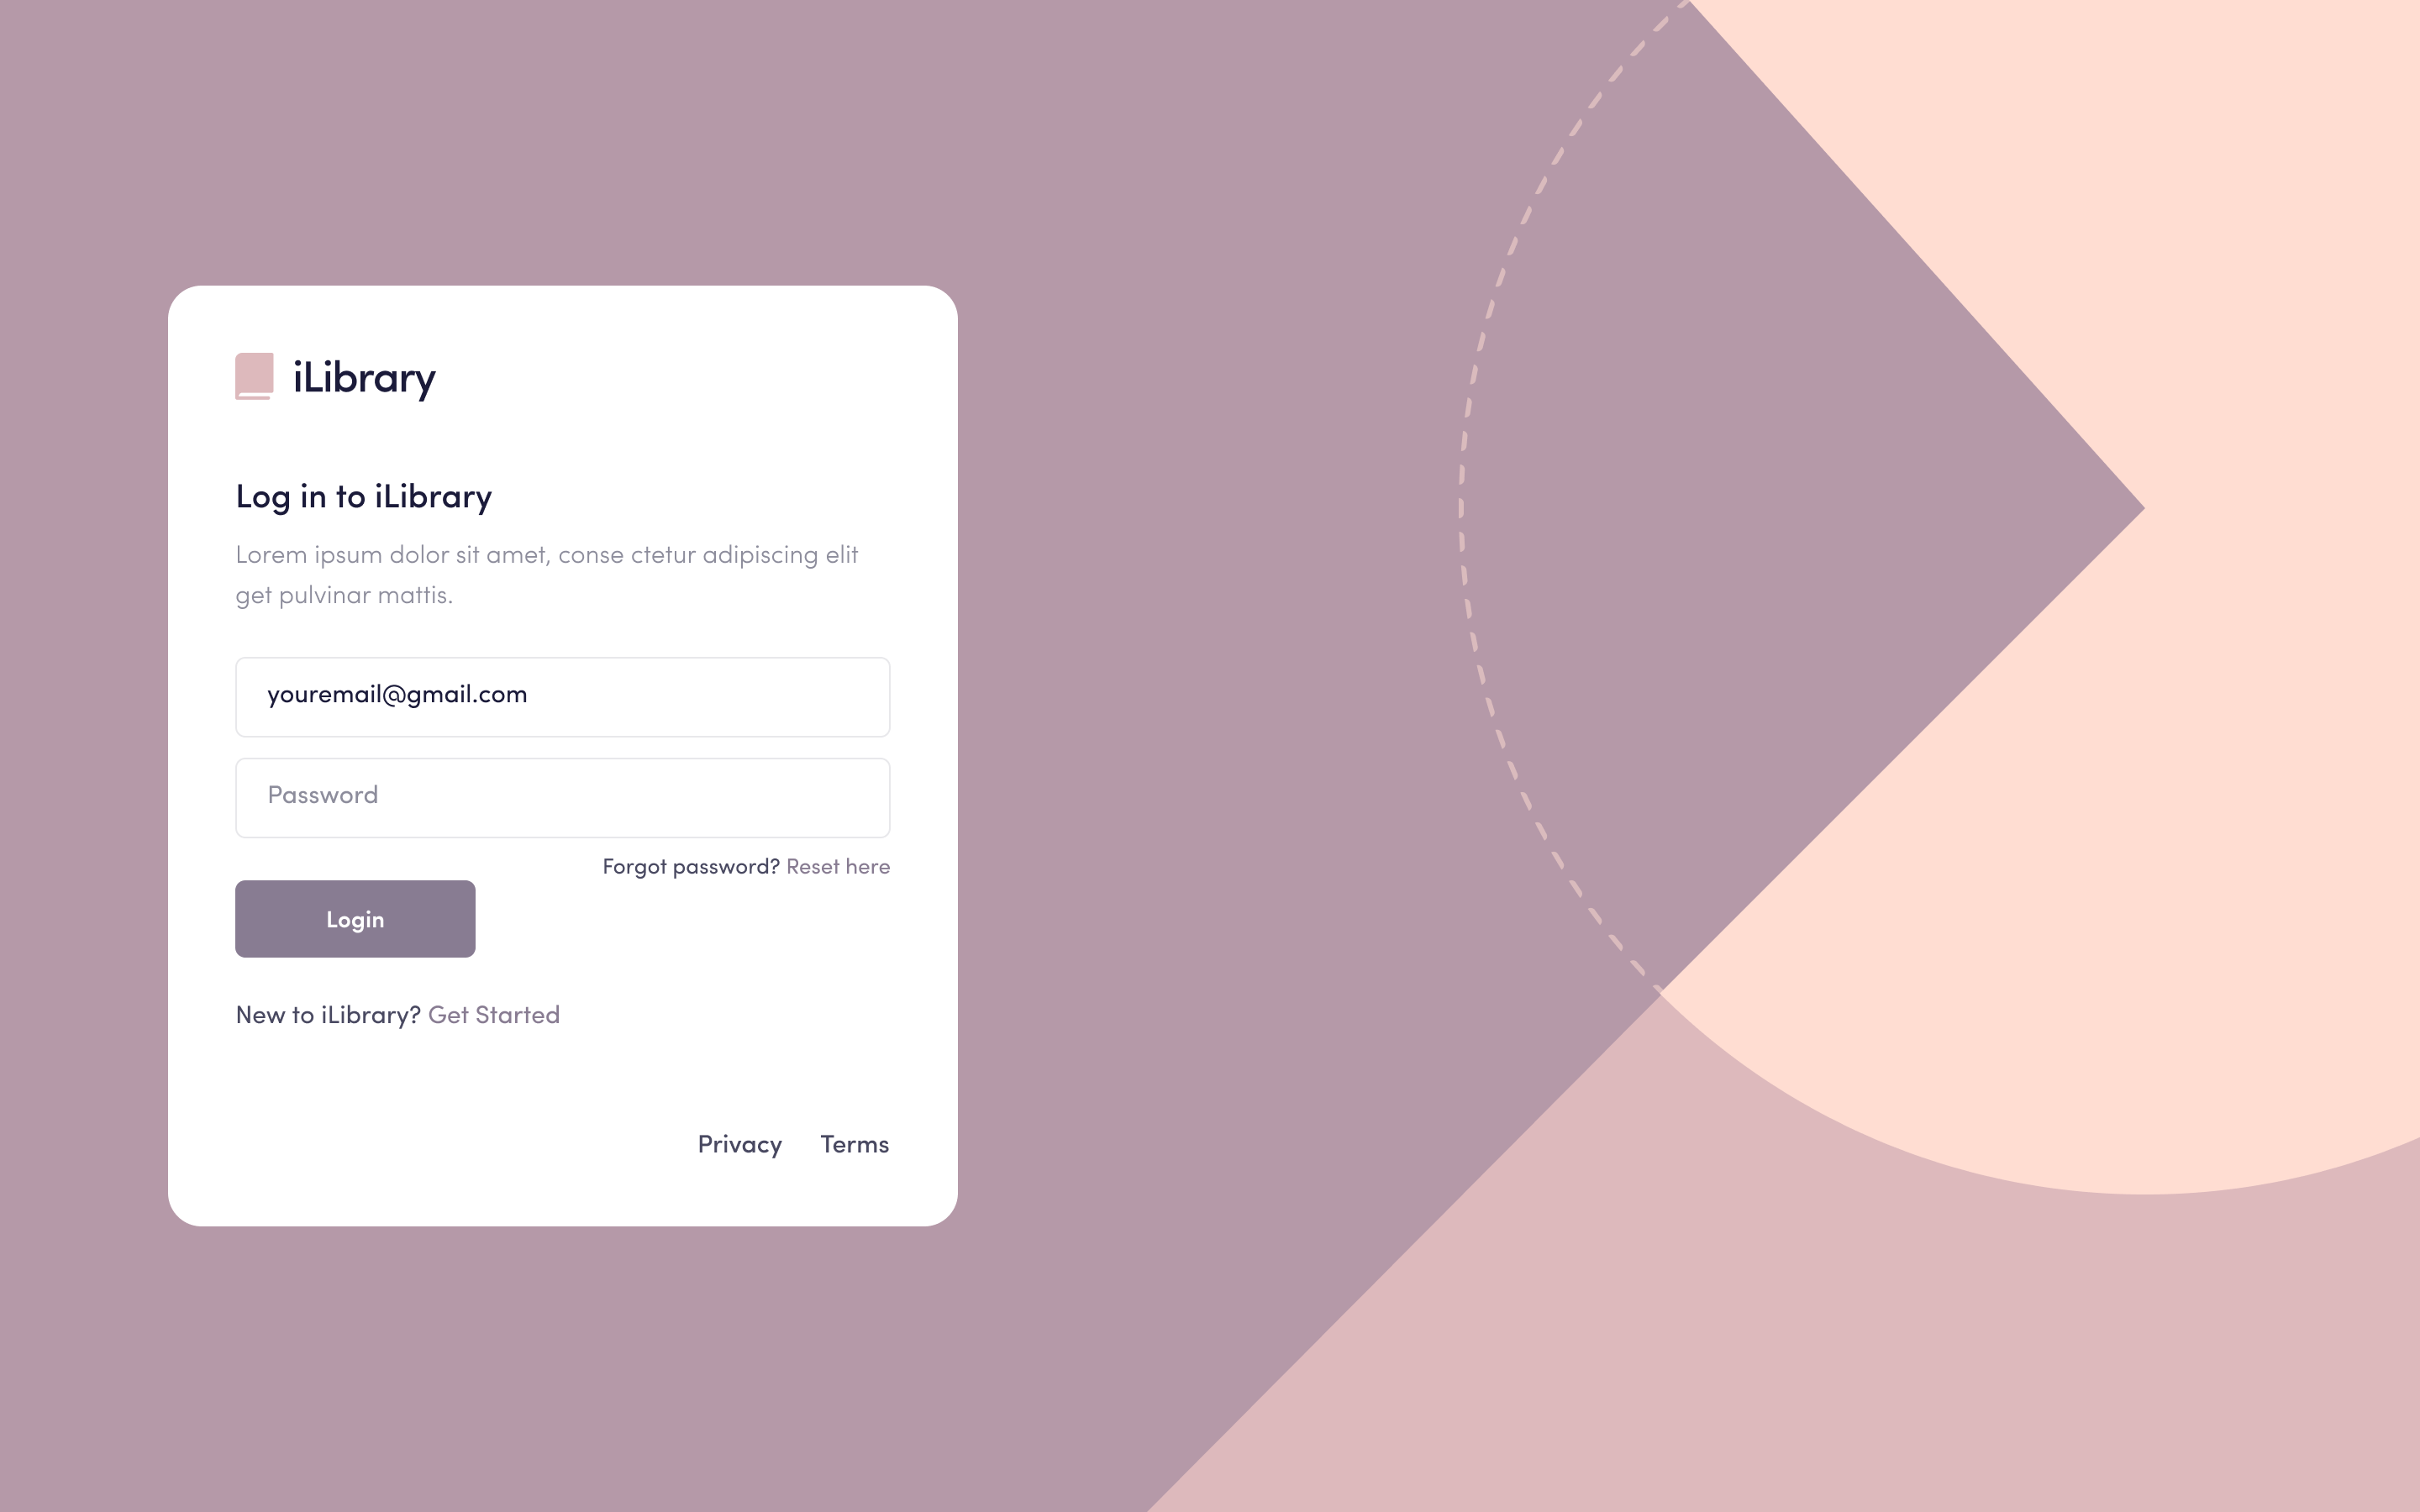 iLibrary
Log in to iLibrary
Lorem ipsum dolor sit amet, conse ctetur adipiscing elit
get pulvinar mattis.
youremail@gmail.com
Password
Forgot password? Reset here
Login
New to iLibrary? Get Started
Privacy Terms